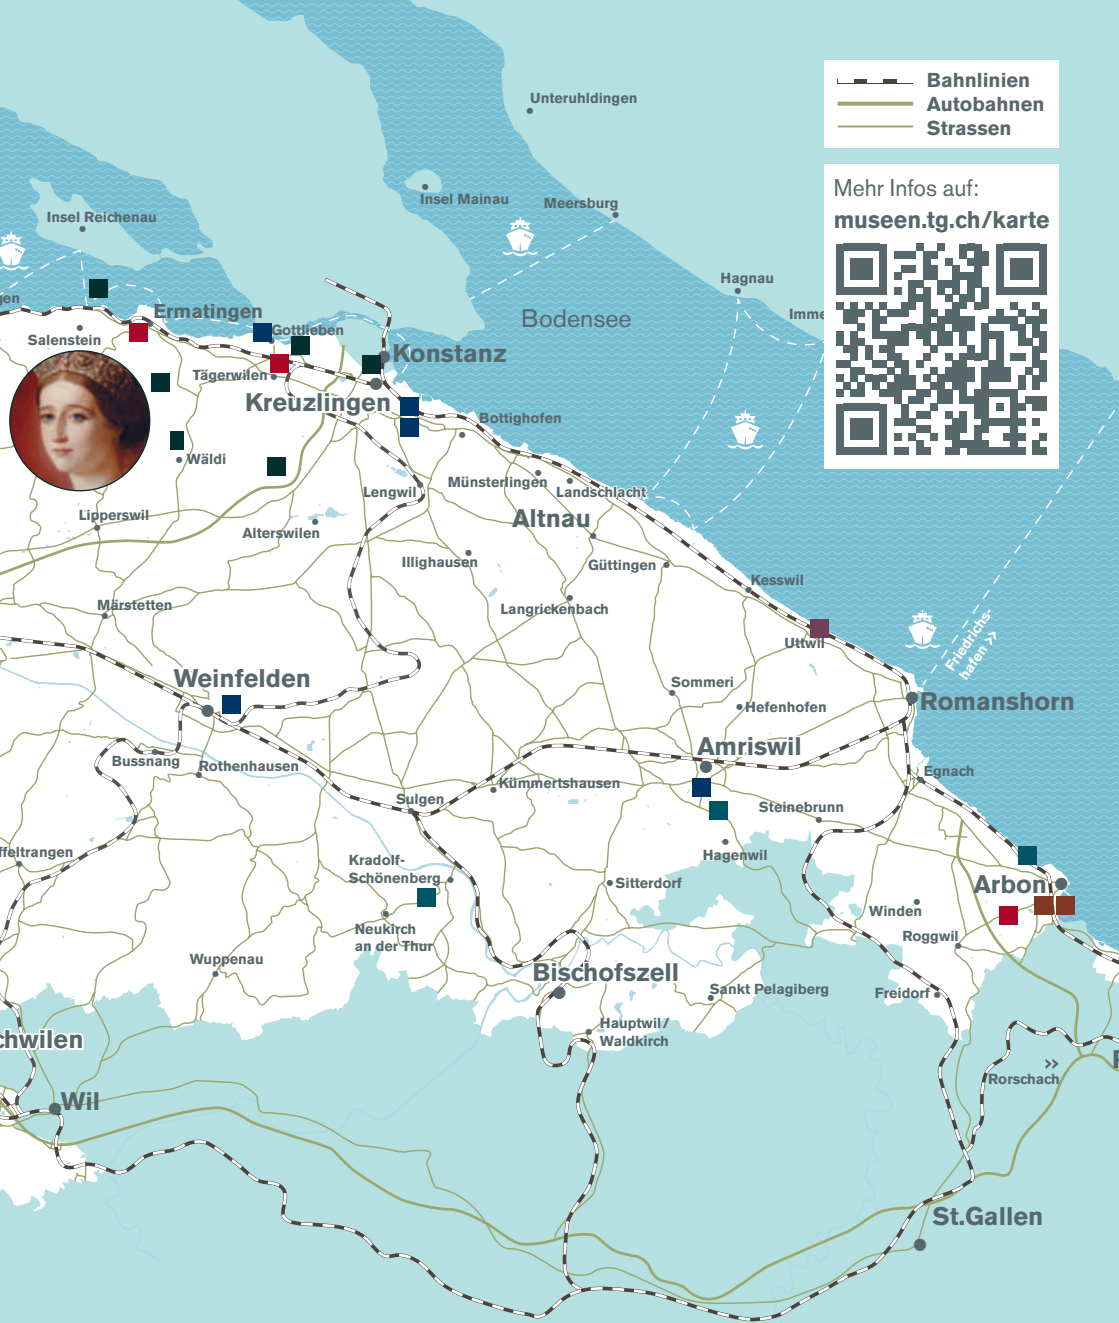 Bahnlinien
Autobahnen
Strassen
Mehr Infos auf:
museen.tg.ch/karte
Unteruhldingen
Insel Mainau
Meersburg
Insel Reichenau
Hagnau
Imme
gen
Ermatingen
Bodensee
Gottlieben
Salenstein
Konstanz
Tägerwilen
Kreuzlingen
Bottighofen
Wäldi
Münsterlingen
Lengwil
Landschlacht
Lipperswil
Altnau
Alterswilen
Illighausen
Güttingen
Kesswil
Märstetten
Langrickenbach
Uttwil
Friedrichs-
hafen >>
Weinfelden
Sommeri
Hefenhofen
Romanshorn
Amriswil
Bussnang
Rothenhausen
Egnach
Kümmertshausen
Sulgen
Steinebrunn
ffeltrangen
Hagenwil
Kradolf-
Schönenberg
Sitterdorf
Arbon
Winden
Neukirch
an der Thur
Roggwil
Wuppenau
Bischofszell
Sankt Pelagiberg
Freidorf
Hauptwil/
Waldkirch
chwilen
>>
Rorschach
Wil
St.Gallen